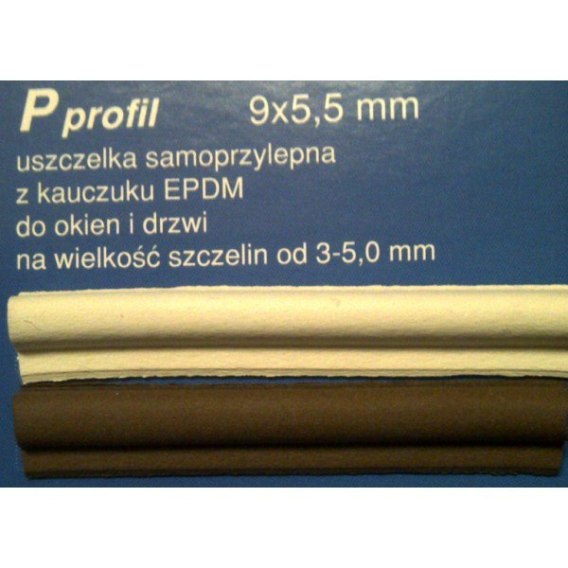 P profil 9x5,5 mm
uszczelka samoprzylepna
z kauczuku EPDM
do okien i drzwi
na wielkość szczelin od 3-5,0 mm